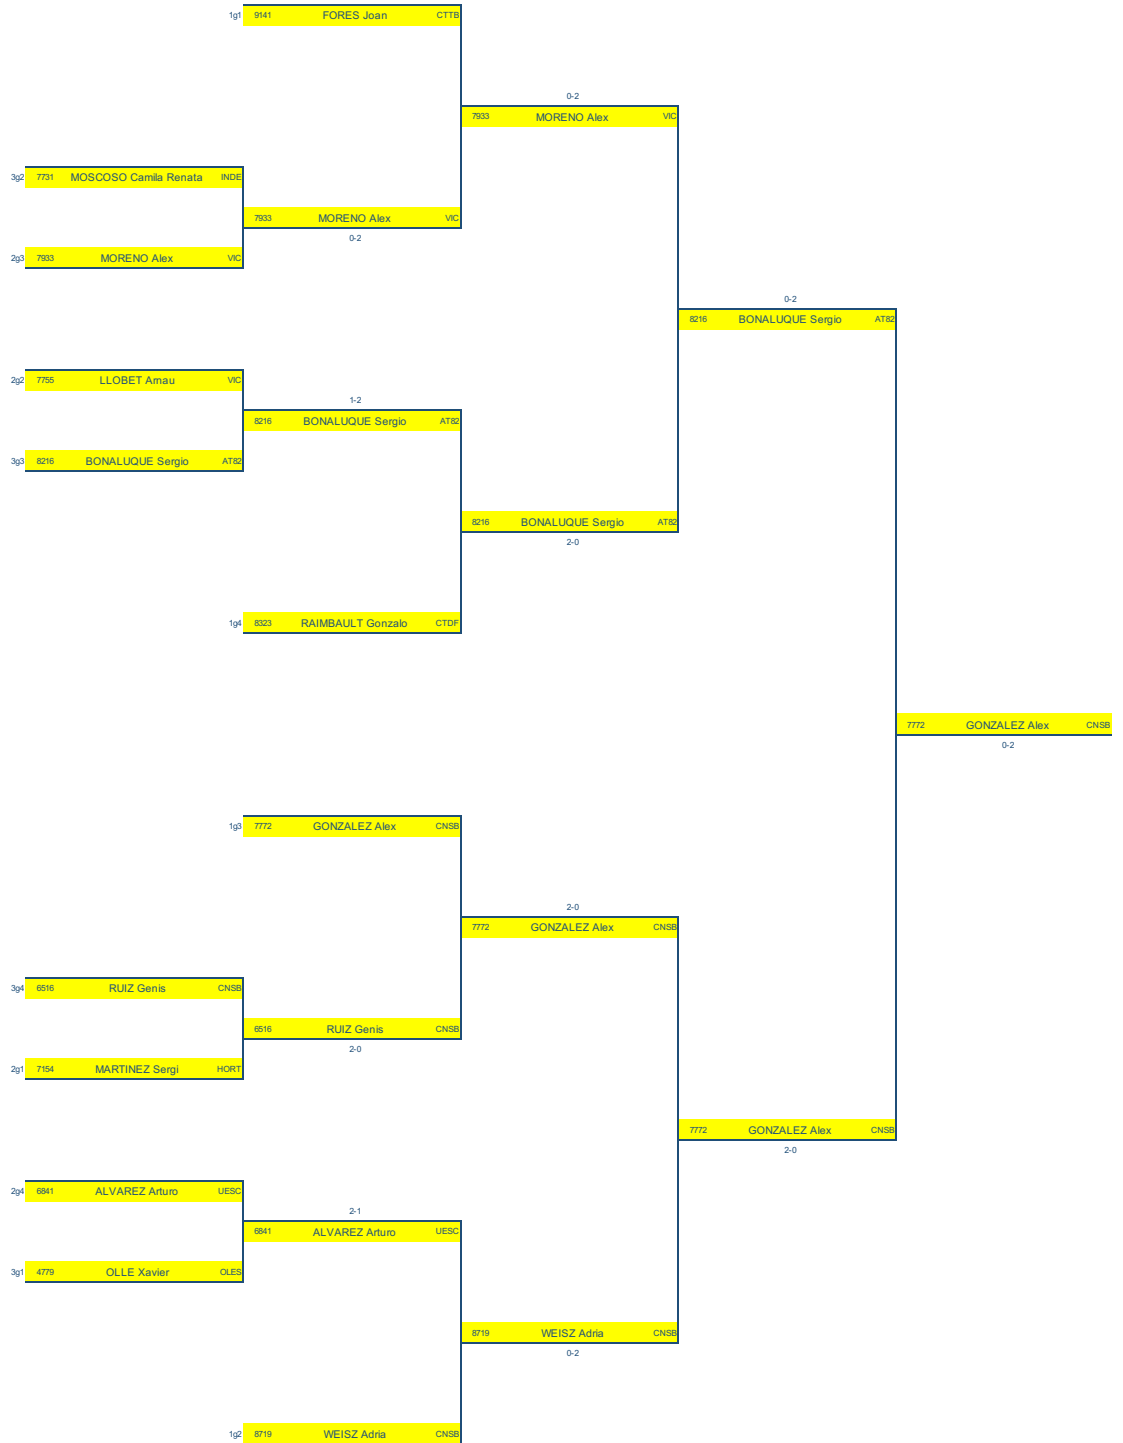 1g1 9141 FORES Joan CTTB
0-2
7933 MORENO Alex VIC
3g2 7731 MOSCOSO Camila Renata INDE
7933 MORENO Alex VIC
0-2
2g3 7933 MORENO Alex VIC
0-2
8216 BONALUQUE Sergio AT82
2g2 7755 LLOBET Arnau VIC
1-2
8216 BONALUQUE Sergio AT82
3g3 8216 BONALUQUE Sergio AT82
8216 BONALUQUE Sergio AT82
2-0
1g4 8323 RAIMBAULT Gonzalo CTDF
7772 GONZALEZ Alex CNSB
0-2
1g3 7772 GONZALEZ Alex CNSB
2-0
7772 GONZALEZ Alex CNSB
3g4 6516 RUIZ Genis CNSB
6516 RUIZ Genis CNSB
2-0
2g1 7154 MARTINEZ Sergi HORT
7772 GONZALEZ Alex CNSB
2-0
2g4 6841 ALVAREZ Arturo UESC
2-1
6841 ALVAREZ Arturo UESC
3g1 4779 OLLE Xavier OLES
8719 WEISZ Adria CNSB
0-2
1g2 8719 WEISZ Adria CNSB